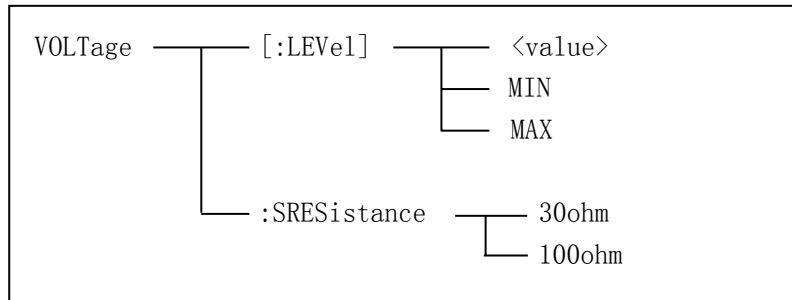 VOLTage [:LEVel] <value>
MIN
MAX
:SRESistance 30ohm
100ohm